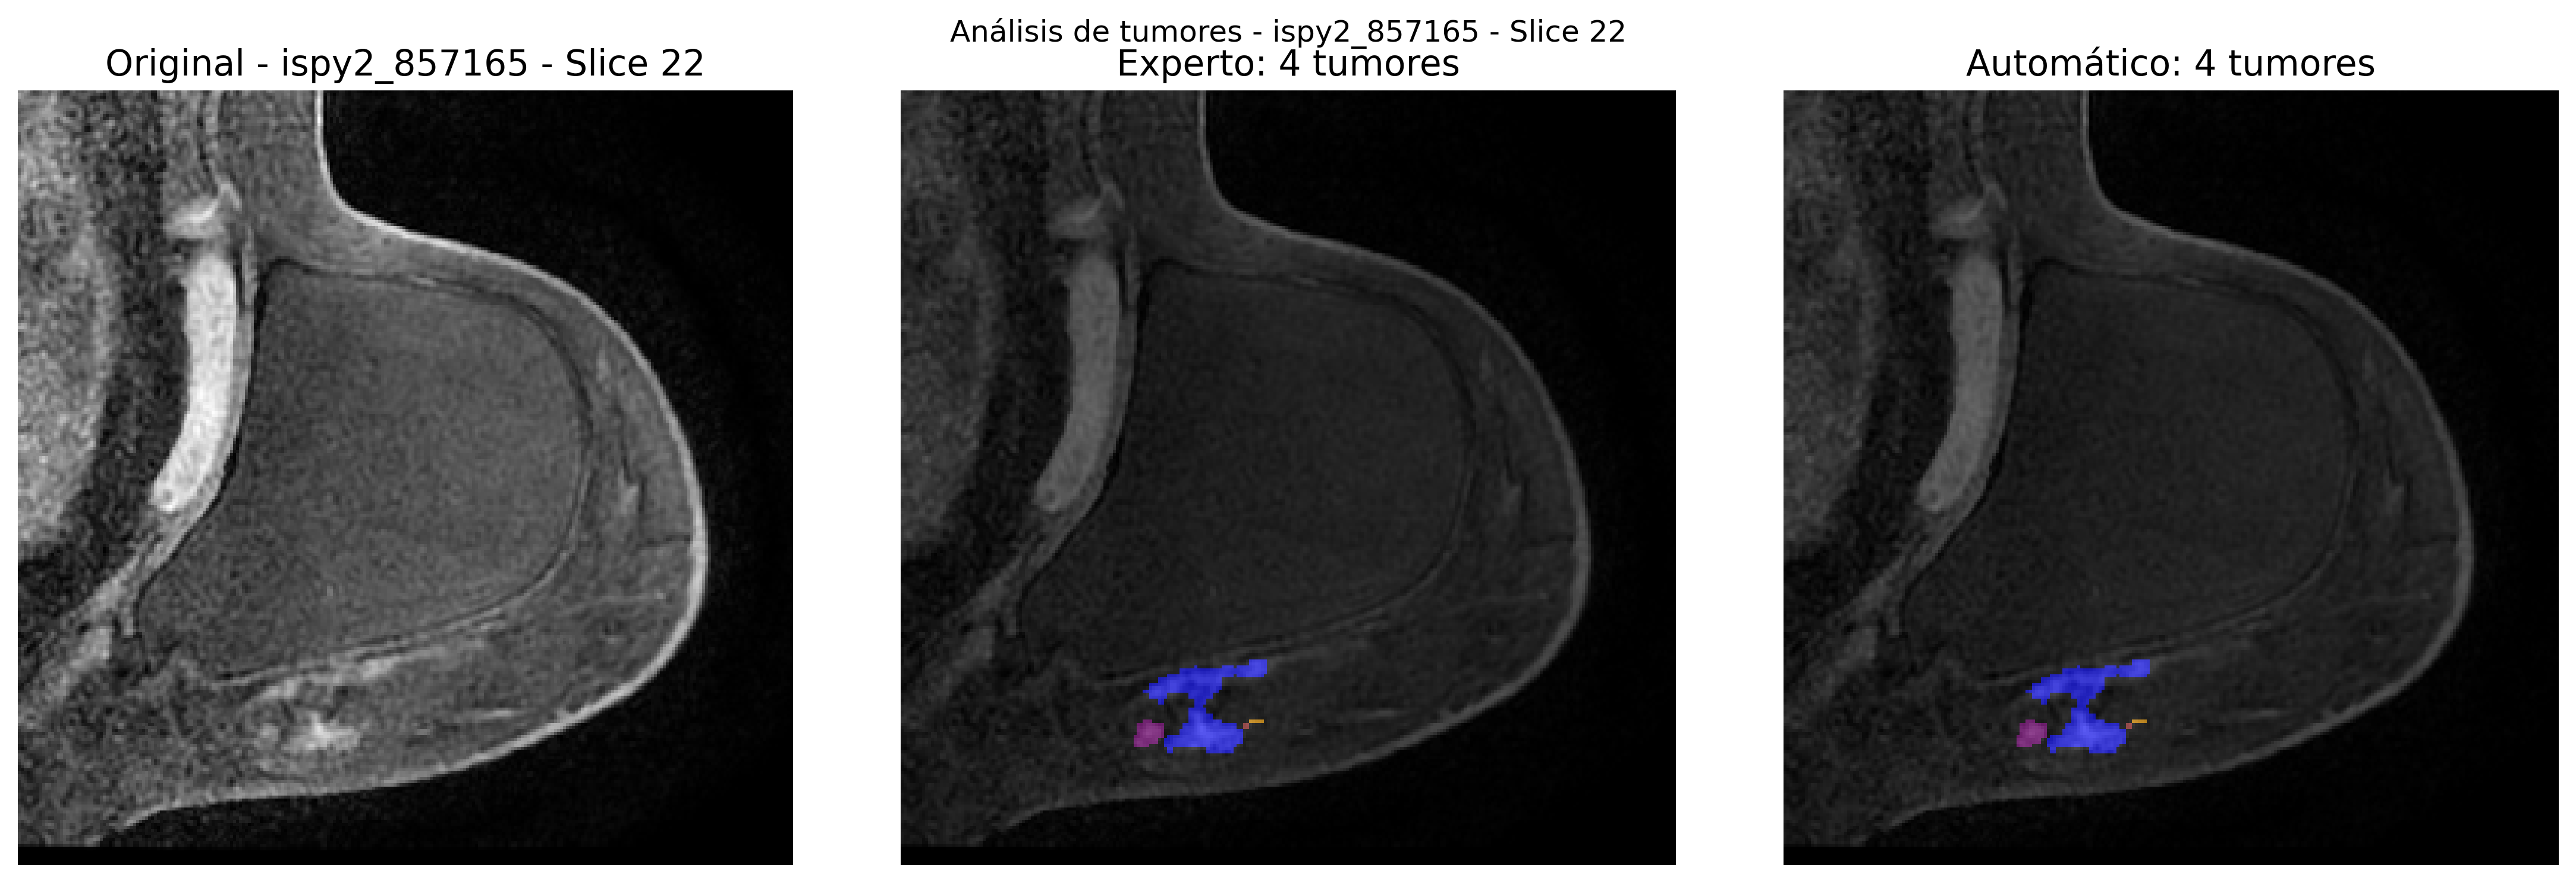 Análisis de tumores - ispy2_857165 - Slice 22
Original - ispy2_857165 - Slice 22
Experto: 4 tumores
Automático: 4 tumores